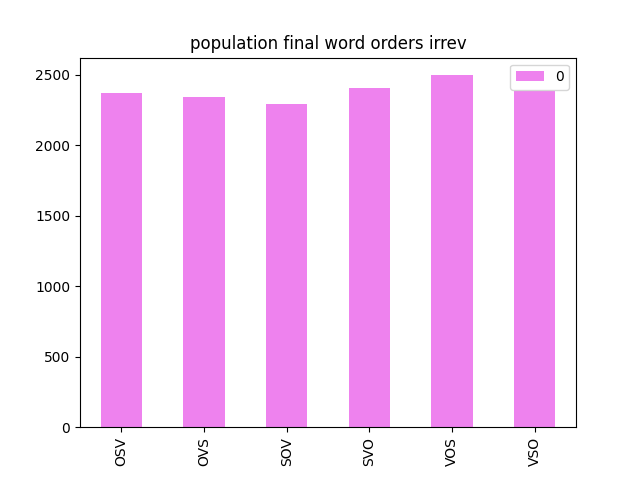 population final word orders irrev
0
2500
2000
1500
1000
500
0
OSV
OVS
SOV
SVO
VOS
VSO